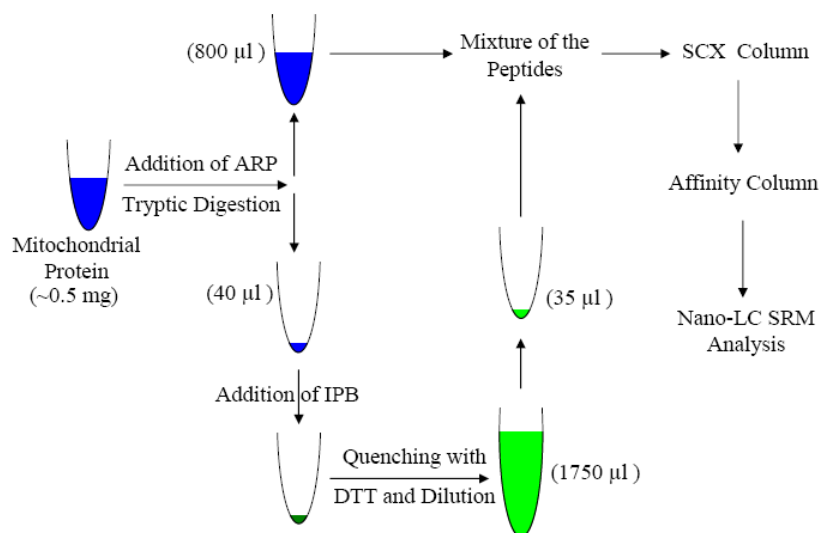 (800 µl )
Mixture of the
Peptides
SCX Column
Addition of ARP
Tryptic Digestion
Affinity Column
Mitochondrial
Protein
(~0.5 mg)
(40 µl )
(35 µl )
Nano-LC SRM
Analysis
Addition of IPB
Quenching with
DTT and Dilution
(1750 µl )